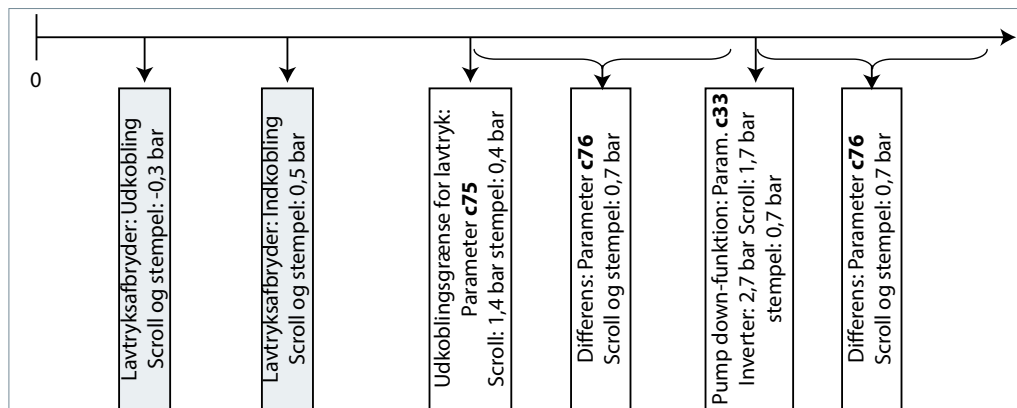 0
Lavtryksafbryder: Udkobling
Scroll og stempel: -0,3 bar
Lavtryksafbryder: Indkobling
Scroll og stempel: 0,5 bar
Udkoblingsgrænse for lavtryk:
Parameter c75
Scroll: 1,4 bar stempel: 0,4 bar
Differens: Parameter c76
Scroll og stempel: 0,7 bar
Pump down-funktion: Param. c33
Inverter: 2,7 bar Scroll: 1,7 bar
stempel: 0,7 bar
Differens: Parameter c76
Scroll og stempel: 0,7 bar